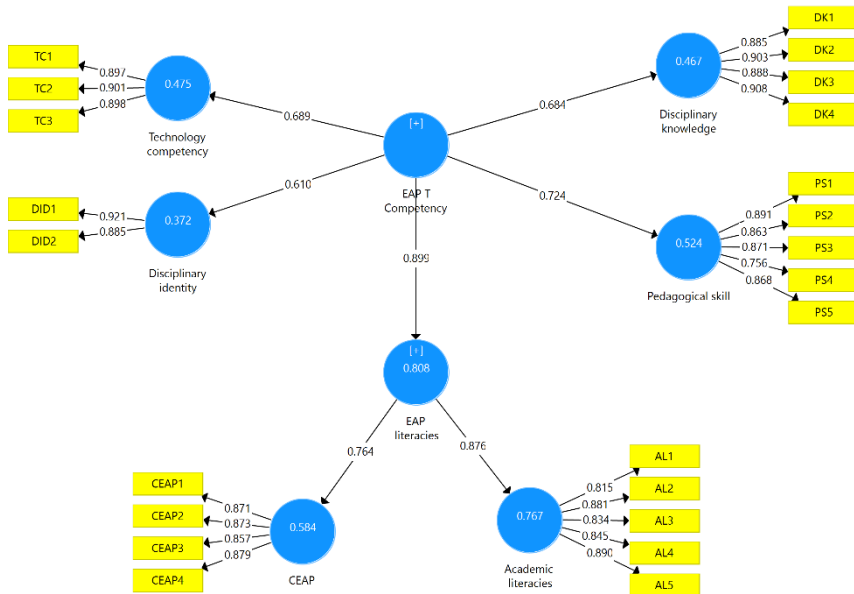 TC1
TC2
TC3
0.897
0.901
0.898
0.475
Technology
competency
0.689
DID1
DID2
0.921
0.885
0.372
Disciplinary
identity
0.610
[+]
EAP T
Competency
0.684
0.467
Disciplinary
knowledge
0.885
0.903
0.888
0.908
DK1
DK2
DK3
DK4
0.724
0.524
Pedagogical skill
0.891
0.863
0.871
0.756
0.868
PS1
PS2
PS3
PS4
PS5
0.899
[+]
0.808
EAP
literacies
0.764
0.876
CEAP1
CEAP2
CEAP3
CEAP4
0.871
0.873
0.857
0.879
0.584
CEAP
0.767
Academic
literacies
0.815
0.881
0.834
0.845
0.890
AL1
AL2
AL3
AL4
AL5